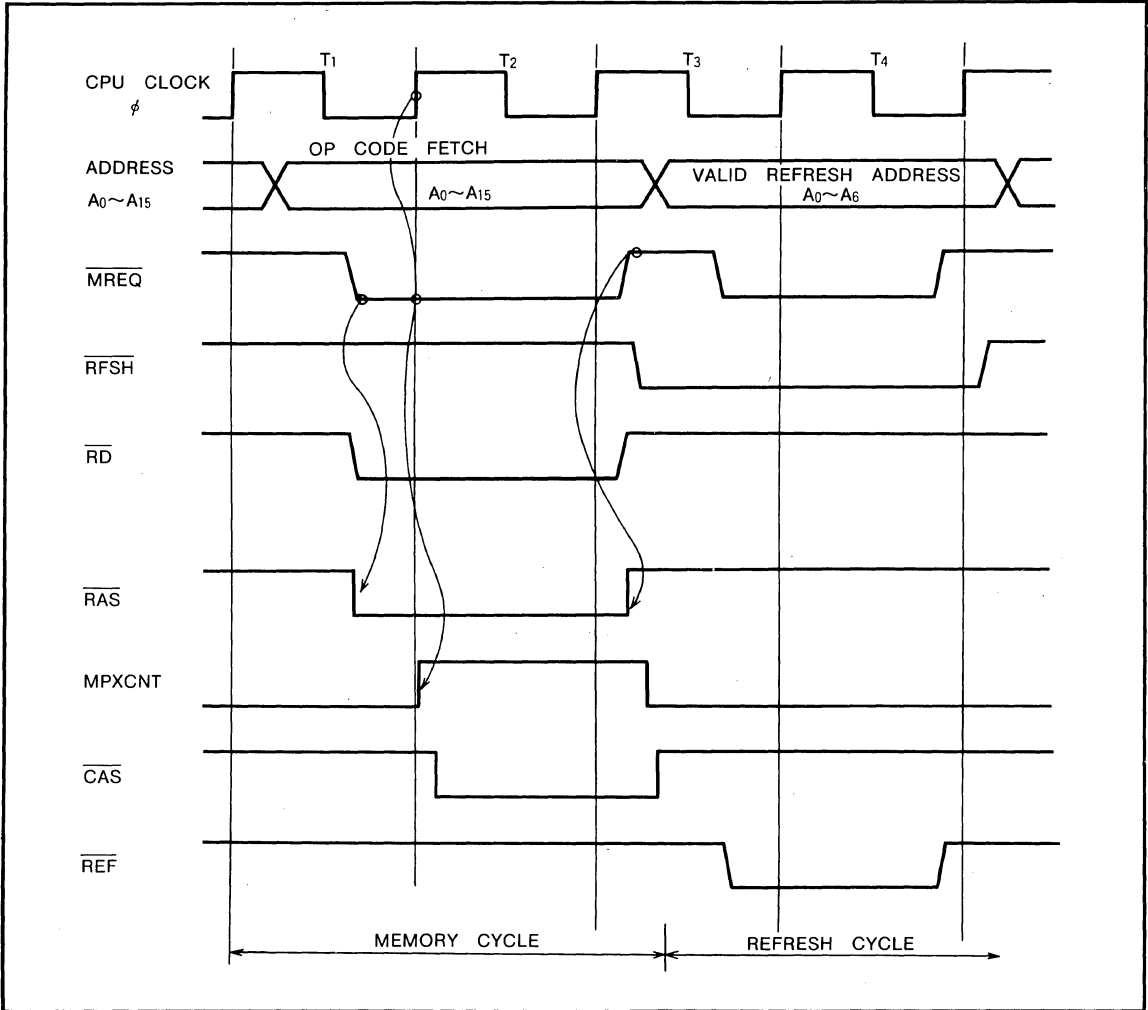 T1 T2 T3 T4
CPU CLOCK
φ
OP CODE FETCH
ADDRESS
VALID REFRESH ADDRESS
A0~A15
A0~A15
A0~A6
MREQ
RFSH
RD
RAS
MPXCNT
CAS
REF
MEMORY CYCLE
REFRESH CYCLE